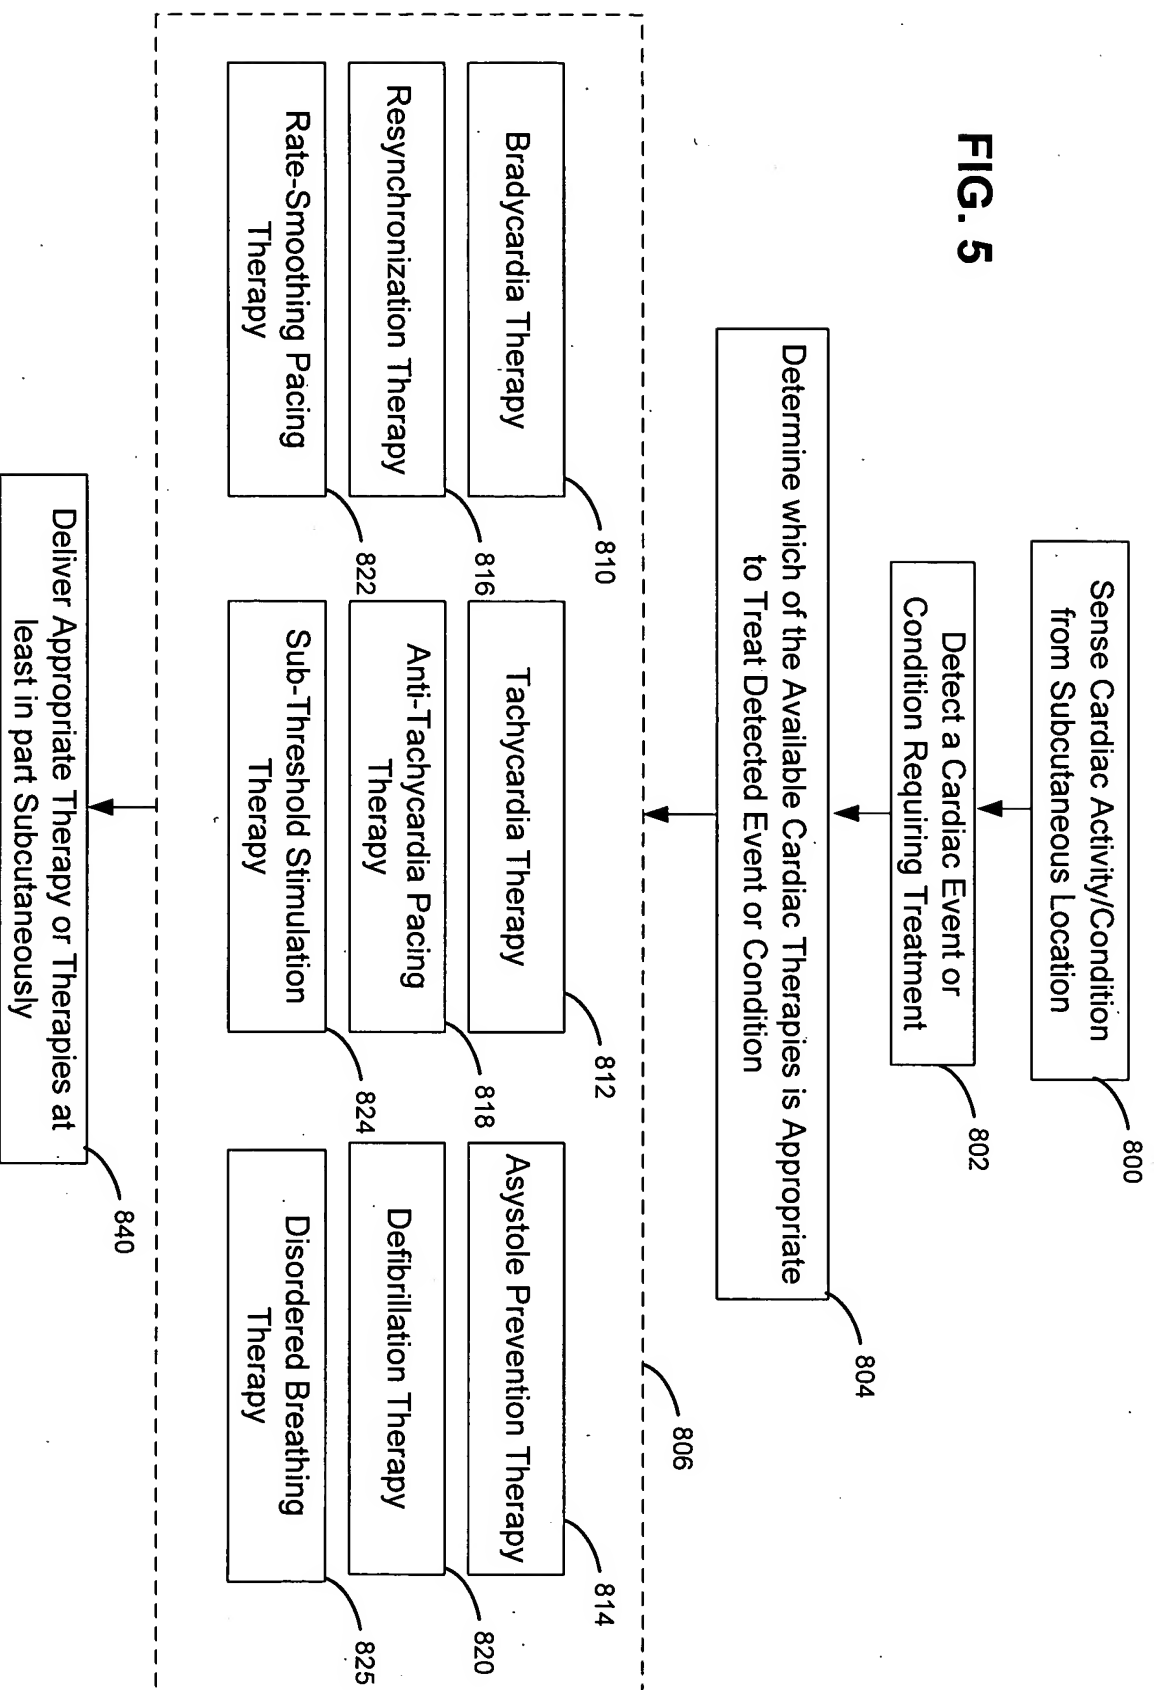 FIG. 5
Sense Cardiac Activity/Condition
from Subcutaneous Location
800
Detect a Cardiac Event or
Condition Requiring Treatment
802
Determine which of the Available Cardiac Therapies is Appropriate
to Treat Detected Event or Condition
804
806
Bradycardia Therapy
810
Tachycardia Therapy
812
Asystole Prevention Therapy
814
Resynchronization Therapy
816
Anti-Tachycardia Pacing
Therapy
818
Defibrillation Therapy
820
Rate-Smoothing Pacing
Therapy
822
Sub-Threshold Stimulation
Therapy
824
Disordered Breathing
Therapy
825
Deliver Appropriate Therapy or Therapies at
least in part Subcutaneously
840